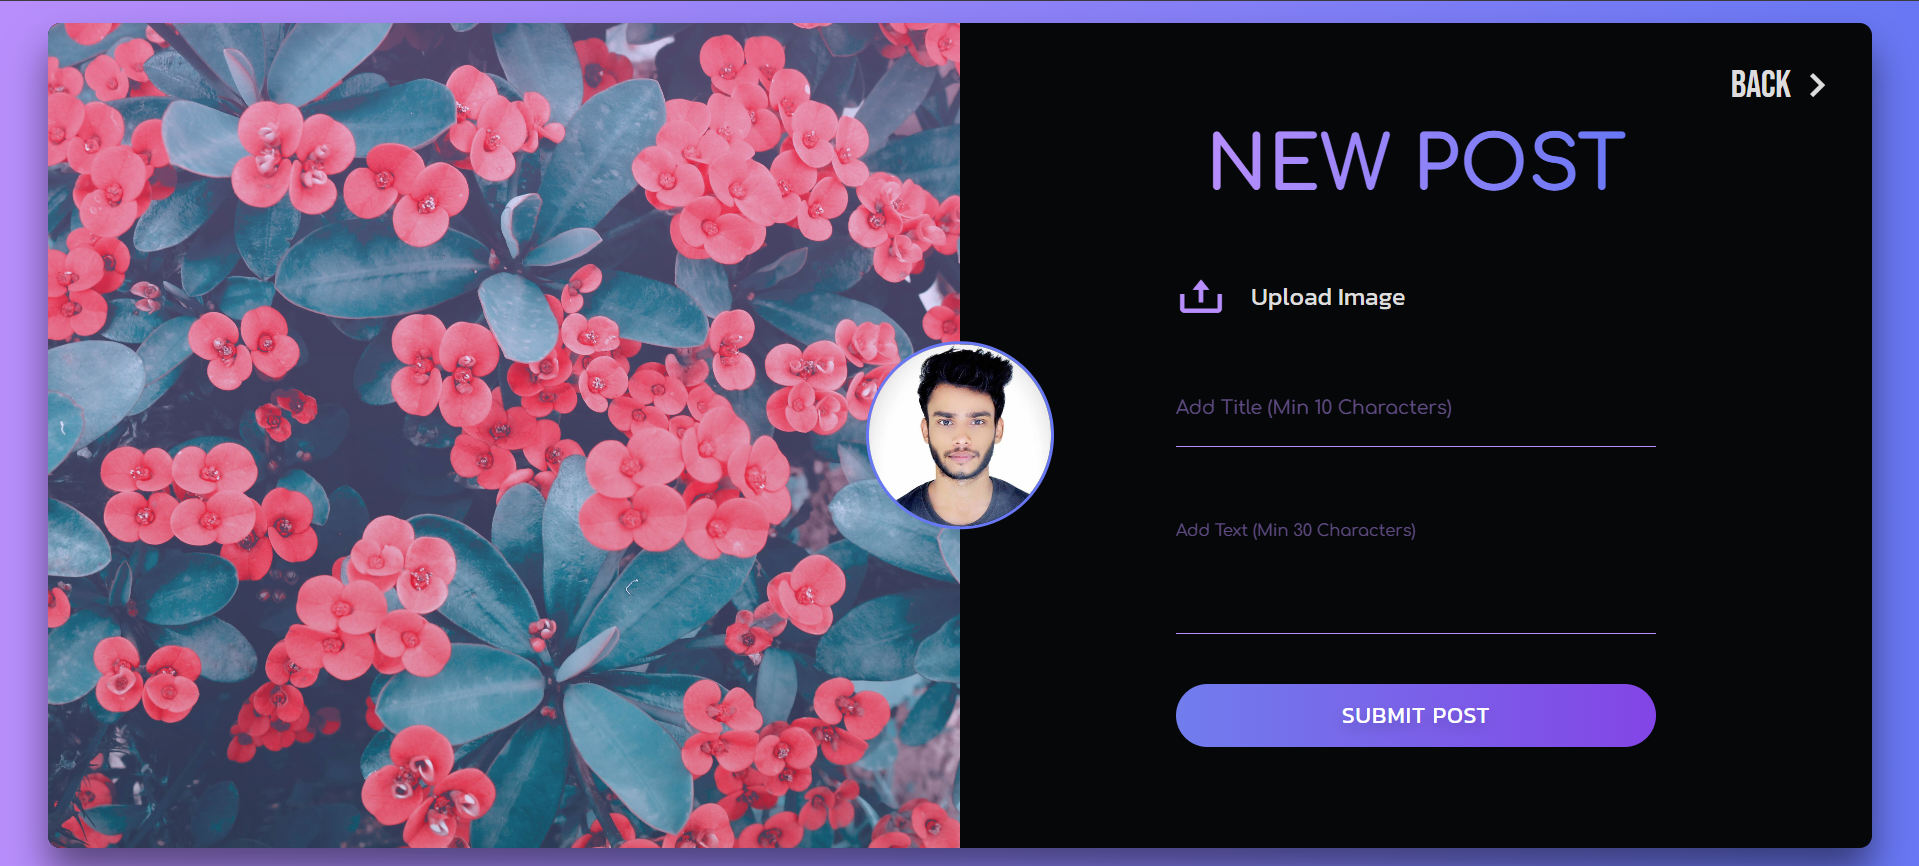 BACK
NEW POST
Upload Image
Add Title (Min 10 Characters)
Add Text (Min 30 Characters)
SUBMIT POST